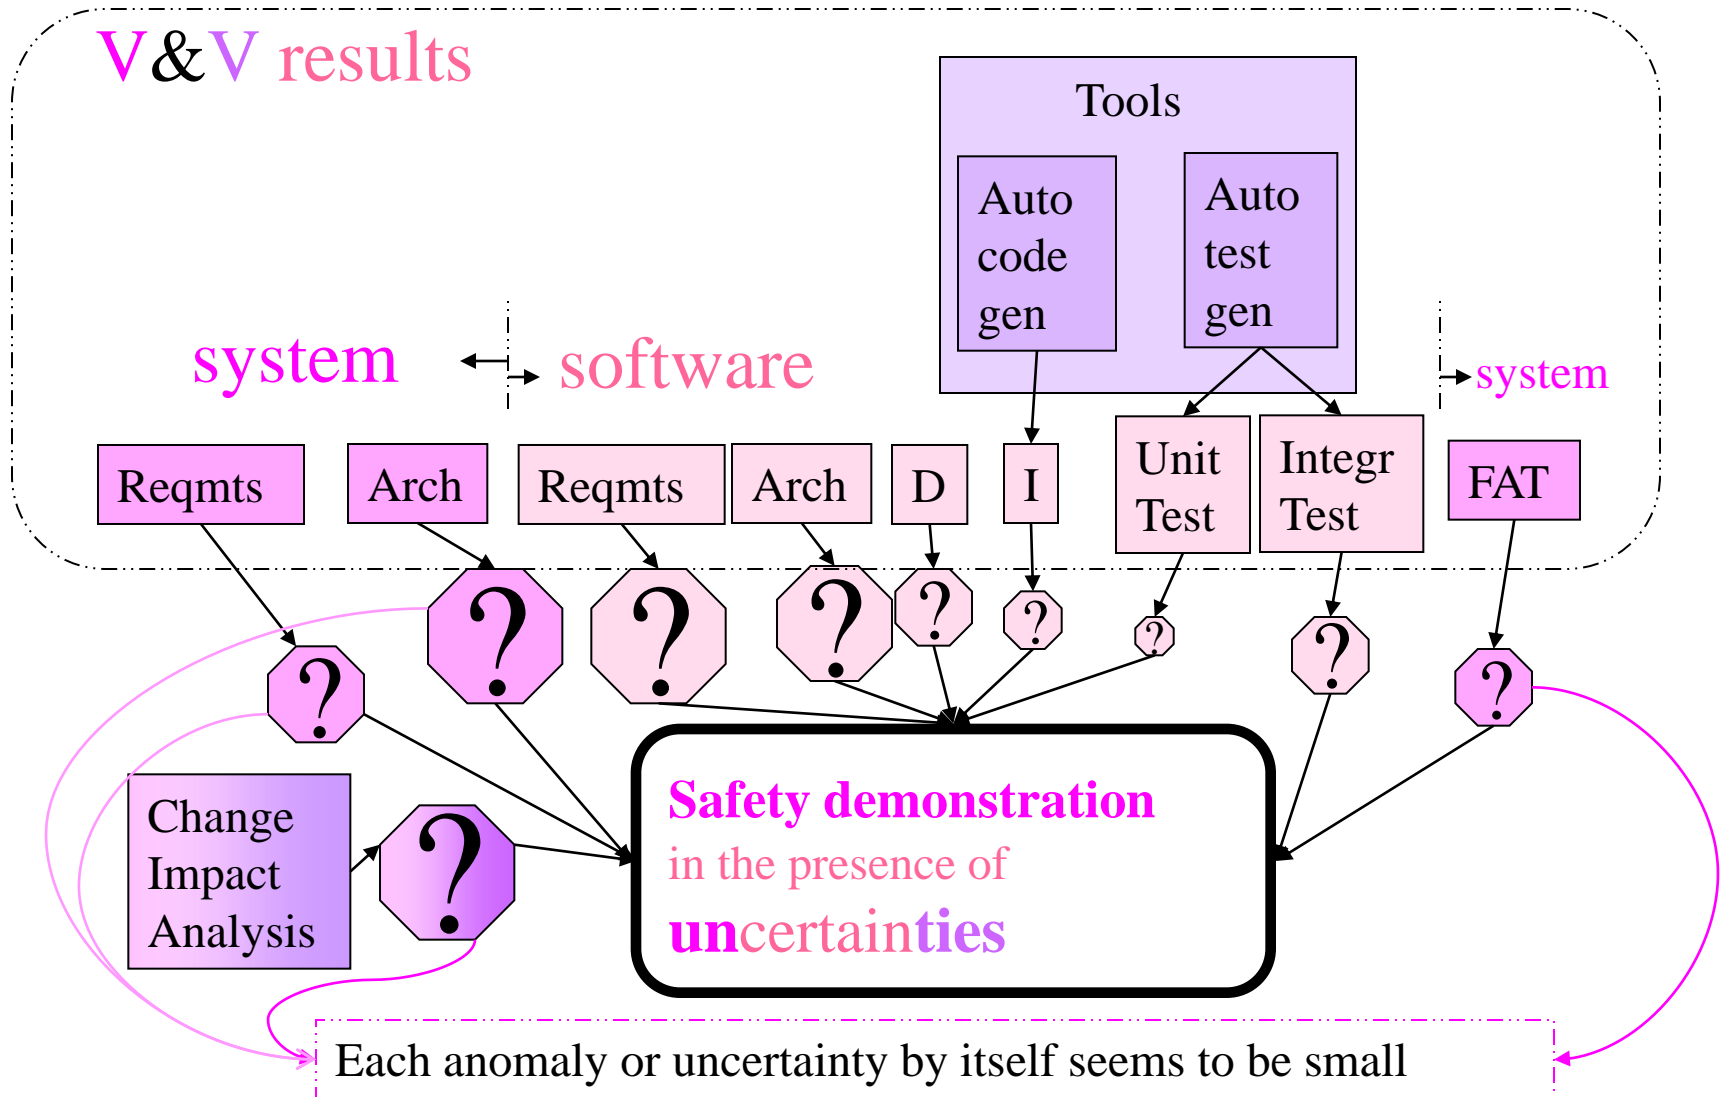 V&V results
Tools
Auto
code
gen
Auto
test
gen
system
software
system
Reqmts
Arch
Reqmts
Arch
D
I
Unit
Test
Integr
Test
FAT
?
?
?
?
?
?
?
?
?
?
Change
Impact
Analysis
Safety demonstration
in the presence of
uncertainties
Each anomaly or uncertainty by itself seems to be small